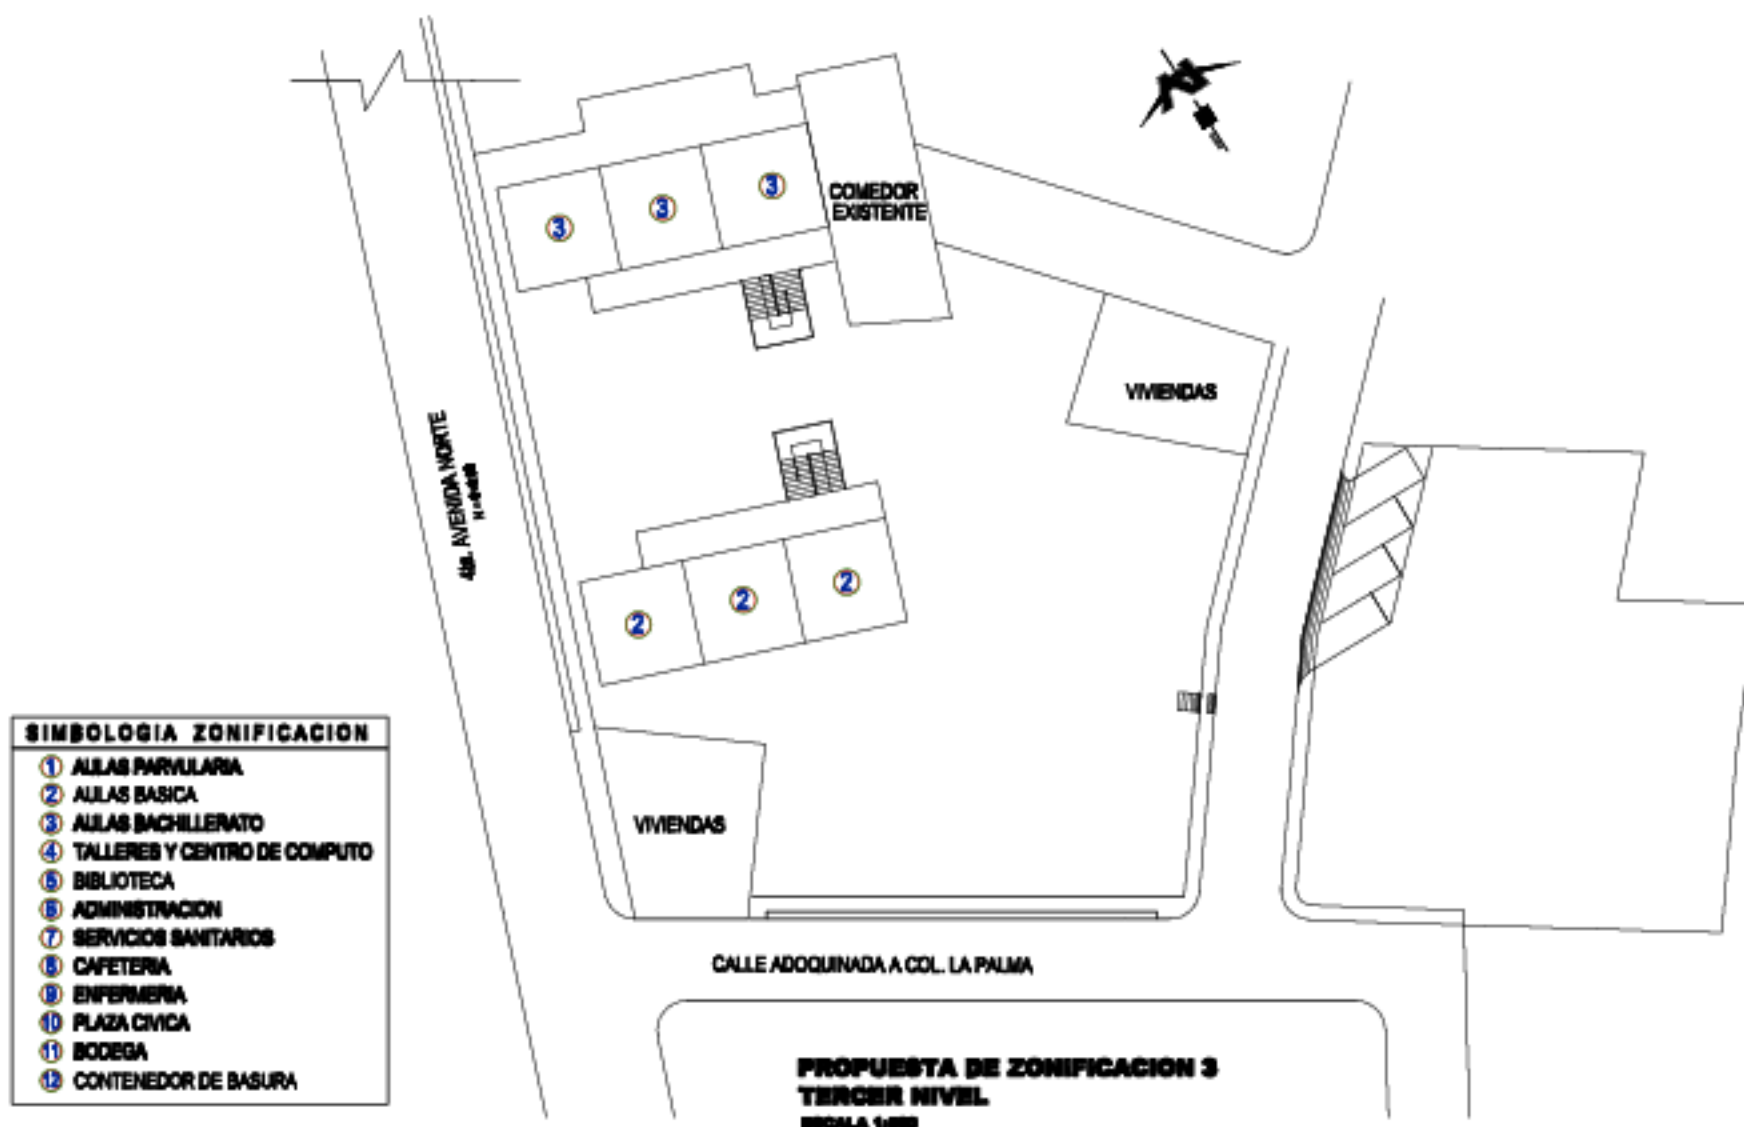 3
3
3
COMEDOR
EXISTENTE
VIVIENDAS
4ta. AVENIDA NORTE
2
2
2
SIMBOLOGIA ZONIFICACION
1 AULAS PARVULARIA
2 AULAS BASICA
3 AULAS BACHILLERATO
4 TALLERES Y CENTRO DE COMPUTO
5 BIBLIOTECA
6 ADMINISTRACION
7 SERVICIOS SANITARIOS
8 CAFETERIA
9 ENFERMERIA
10 PLAZA CIVICA
11 BODEGA
12 CONTENEDOR DE BASURA
VIVIENDAS
CALLE ADOQUINADA A COL. LA PALMA
PROPUESTA DE ZONIFICACION 3
TERCER NIVEL
ESCALA